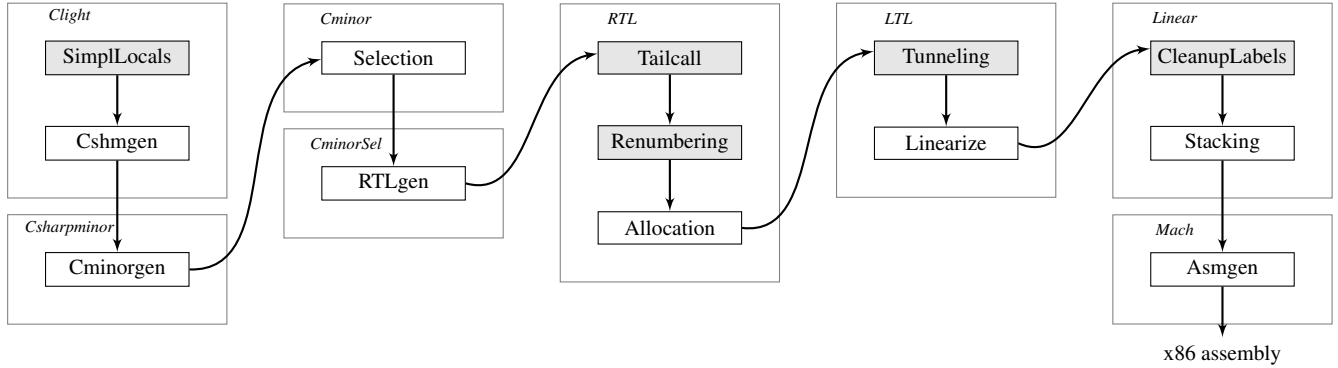 Clight
SimplLocals
Cshmgen
Csharpminor
Cminorgen
Cminor
Selection
CminorSel
RTLgen
RTL
Tailcall
Renumbering
Allocation
LTL
Tunneling
Linearize
Linear
CleanupLabels
Stacking
Mach
Asmgen
x86 assembly